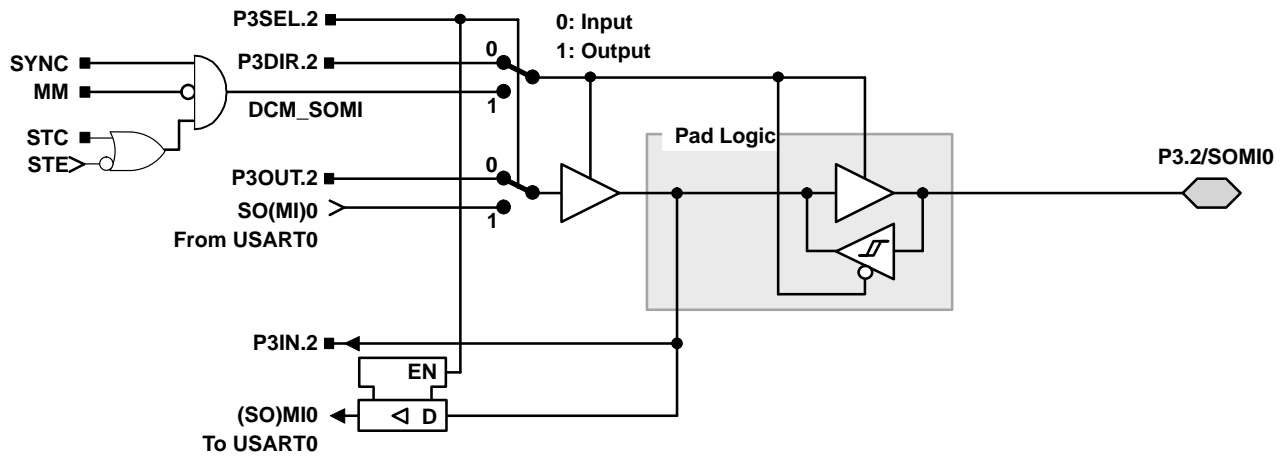 P3SEL.2
0: Input
1: Output
SYNC
P3DIR.2
0
MM
DCM_SOMI
1
STC
STE
Pad Logic
P3OUT.2
0
P3.2/SOMI0
SO(MI)0
1
From USART0
P3IN.2
EN
(SO)MI0
D
To USART0